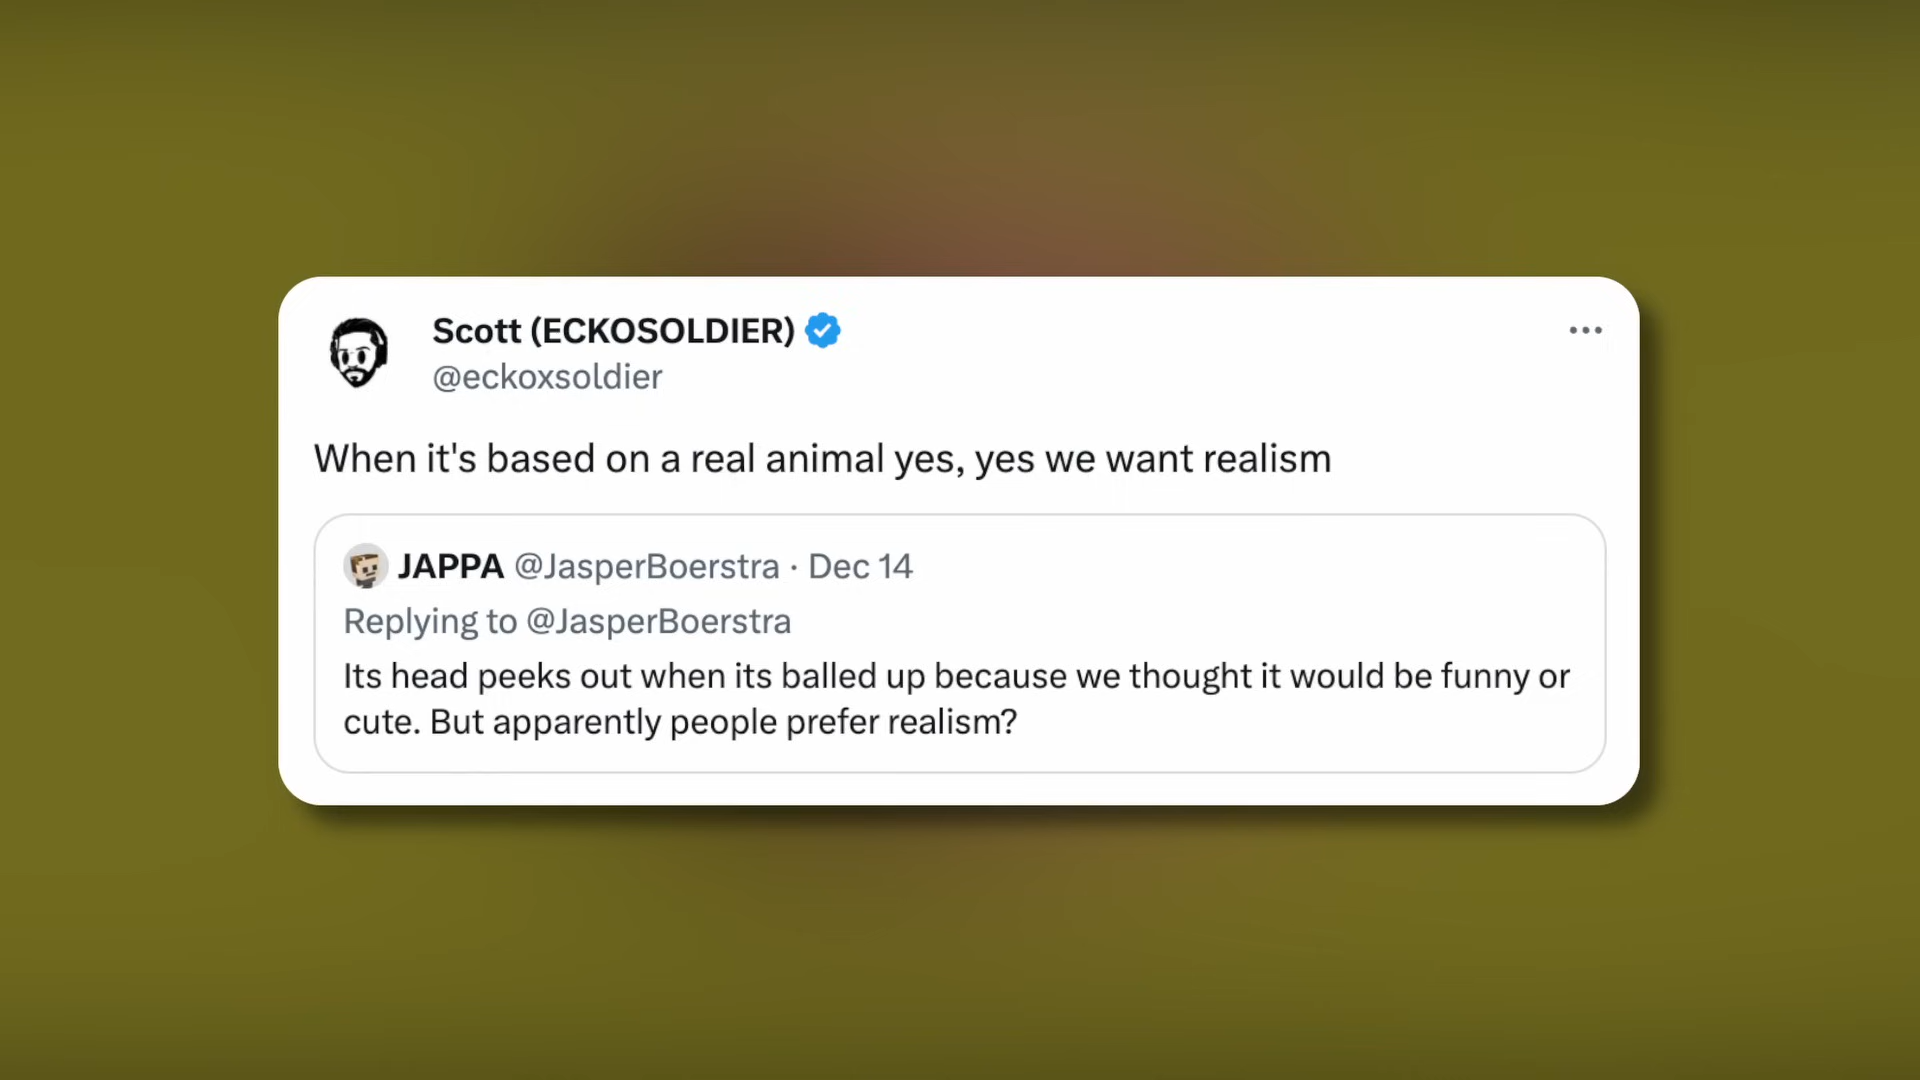 Scott (ECKOSOLDIER)
@eckoxsoldier
When it's based on a real animal yes, yes we want realism
JAPPA @JasperBoerstra · Dec 14
Replying to @JasperBoerstra
Its head peeks out when its balled up because we thought it would be funny or
cute. But apparently people prefer realism?